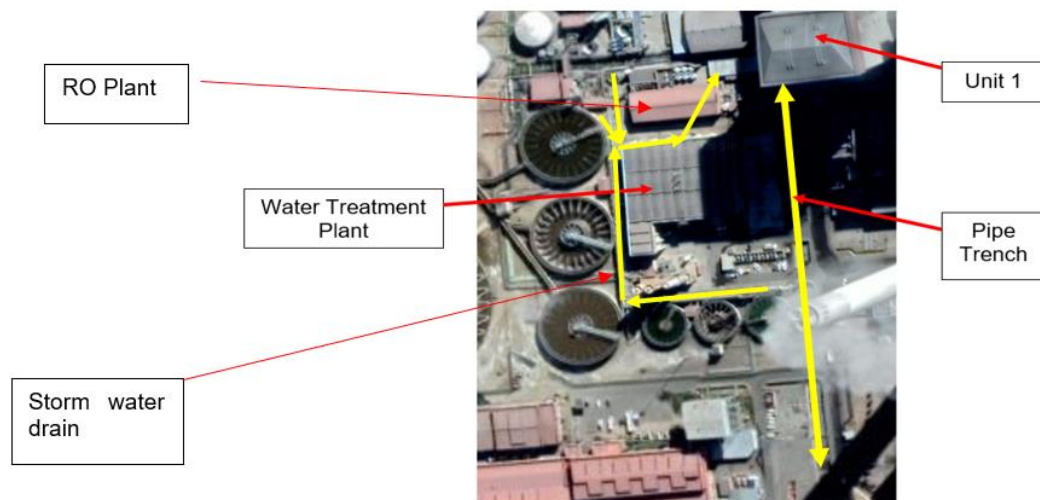 RO Plant
Unit 1
Water Treatment
Plant
Pipe
Trench
Storm water
drain